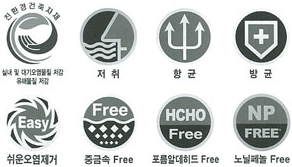 친환경건축자재
실내 및 대기오염물질 저감
유해물질 저감
저 취
항 균
방 균
Easy
쉬운오염제거
Free
중금속 Free
HCHO
Free
포름알데히드 Free
NP
FREE
노닐페놀 Free